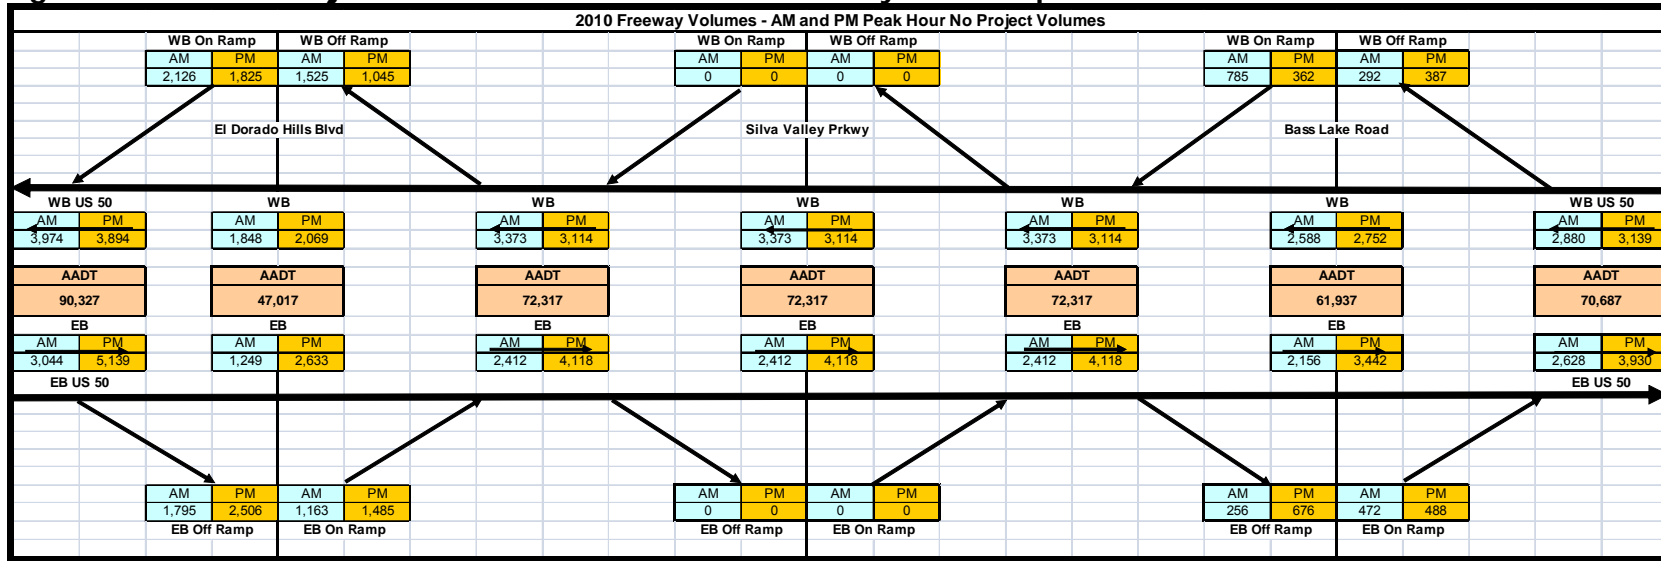 2010 Freeway Volumes - AM and PM Peak Hour No Project Volumes
WB On Ramp WB Off Ramp WB On Ramp WB Off Ramp WB On Ramp WB Off Ramp
AM PM AM PM AM PM AM PM AM PM AM PM
2,126 1,825 1,525 1,045 0 0 0 0 785 362 292 387
El Dorado Hills Blvd Silva Valley Prkwy Bass Lake Road
WB US 50 WB WB WB WB WB WB US 50
AM PM AM PM AM PM AM PM AM PM AM PM AM PM
3,974 3,894 1,848 2,069 3,373 3,114 3,373 3,114 3,373 3,114 2,588 2,752 2,880 3,139
AADT AADT AADT AADT AADT AADT AADT
90,327 47,017 72,317 72,317 72,317 61,937 70,687
EB EB EB EB EB EB
AM PM AM PM AM PM AM PM AM PM AM PM AM PM
3,044 5,139 1,249 2,633 2,412 4,118 2,412 4,118 2,412 4,118 2,156 3,442 2,628 3,930
EB US 50 EB US 50
AM PM AM PM AM PM AM PM AM PM AM PM
1,795 2,506 1,163 1,485 0 0 0 0 256 676 472 488
EB Off Ramp EB On Ramp EB Off Ramp EB On Ramp EB Off Ramp EB On Ramp